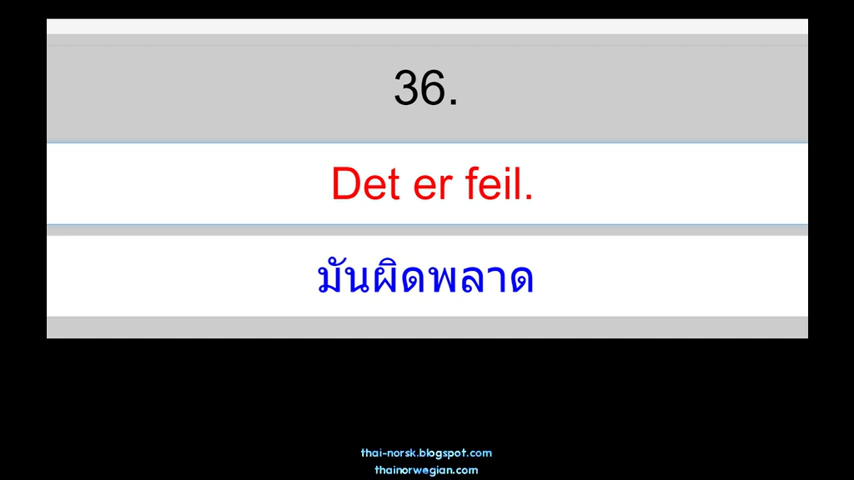 36.
Det er feil.
มันผิดพลาด
thai-norsk.blogspot.com
thainorwegian.com